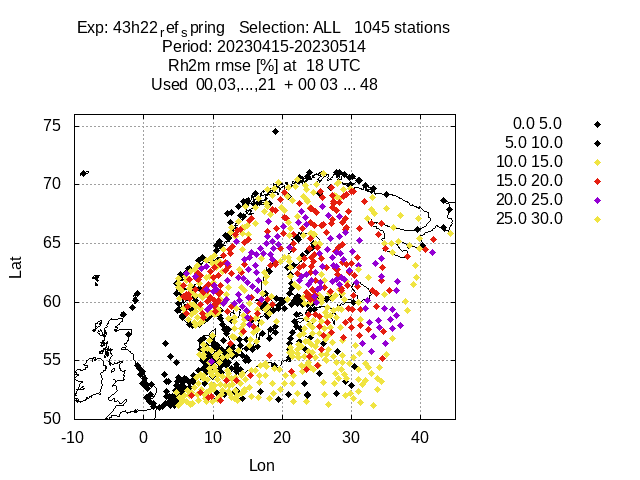 Exp: 43h22ref spring Selection: ALL 1045 stations
Period: 20230415-20230514
Rh2m rmse [%] at 18 UTC
Used 00,03,...,21 + 00 03 ... 48
75
70
65
60
55
50
-10 0 10 20 30 40
Lat
Lon
0.0 5.0
5.0 10.0
10.0 15.0
15.0 20.0
20.0 25.0
25.0 30.0